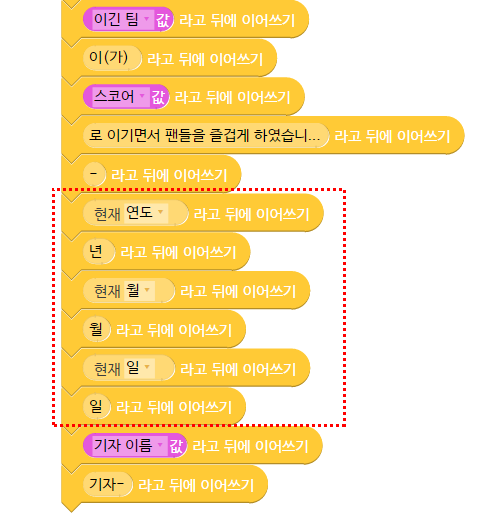 이긴 팀 값 라고 뒤에 이어쓰기
이(가) 라고 뒤에 이어쓰기
스코어 값 라고 뒤에 이어쓰기
로 이기면서 팬들을 즐겁게 하였습니... 라고 뒤에 이어쓰기
- 라고 뒤에 이어쓰기
현재 연도 라고 뒤에 이어쓰기
년 라고 뒤에 이어쓰기
현재 월 라고 뒤에 이어쓰기
월 라고 뒤에 이어쓰기
현재 일 라고 뒤에 이어쓰기
일 라고 뒤에 이어쓰기
기자 이름 값 라고 뒤에 이어쓰기
기자- 라고 뒤에 이어쓰기